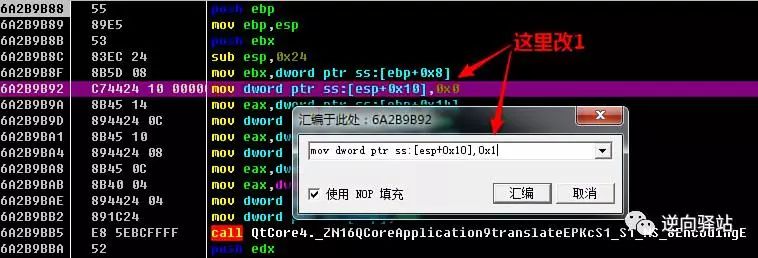 6A2B9B88 55 push ebp
6A2B9B89 89E5 mov ebp,esp
6A2B9B8B 53 push ebx
6A2B9B8C 83EC 24 sub esp,0x24
6A2B9B8F 8B5D 08 mov ebx,dword ptr ss:[ebp+0x8]
这里改1
6A2B9B92 C74424 10 00000 mov dword ptr ss:[esp+0x10],0x0
6A2B9B9A 8B45 14 mov eax,dword ptr ss:[ebp+0x14]
6A2B9B9D 894424 0C mov dword
6A2B9BA1 8B45 10 mov eax,dw
6A2B9BA4 894424 08 mov dword
6A2B9BA8 8B45 0C mov eax,dw
6A2B9BAB 8B40 04 mov eax,dw
6A2B9BAE 894424 04 mov dword
6A2B9BB2 891C24 mov dword
6A2B9BB5 E8 5EBCFFFF call QtCore4._ZN16QCoreApplication9translateEPKcS1_S1_NS_8EncodingE
6A2B9BBA 52 push edx
汇编于此处：6A2B9B92
mov dword ptr ss:[esp+0x10],0x1
使用 NOP 填充
汇编
取消
逆向驿站